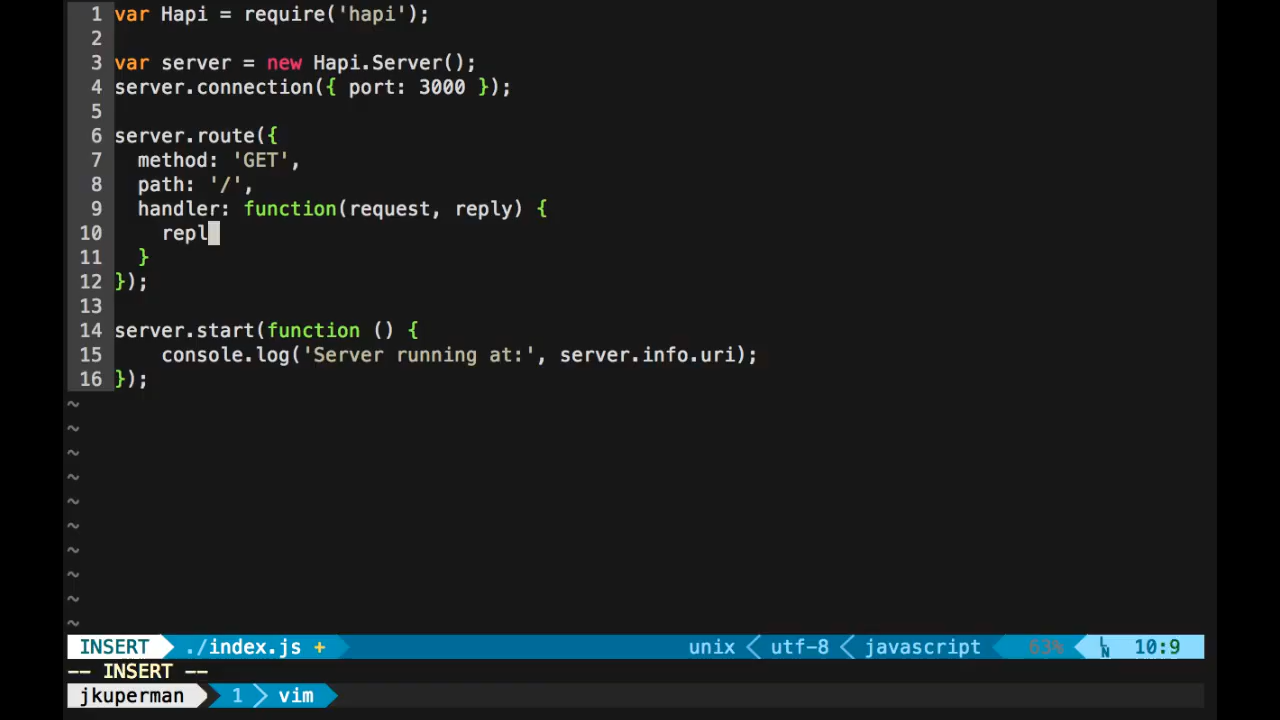 1 var Hapi = require('hapi');
2
3 var server = new Hapi.Server();
4 server.connection({ port: 3000 });
5
6 server.route({
7   method: 'GET',
8   path: '/',
9   handler: function(request, reply) {
10     repl
11   }
12 });
13
14 server.start(function () {
15     console.log('Server running at:', server.info.uri);
16 });
~
~
~
~
~
~
~
~
~
~
INSERT ./index.js + unix utf-8 javascript 63% LN 10:9
-- INSERT --
jkuperman 1 vim